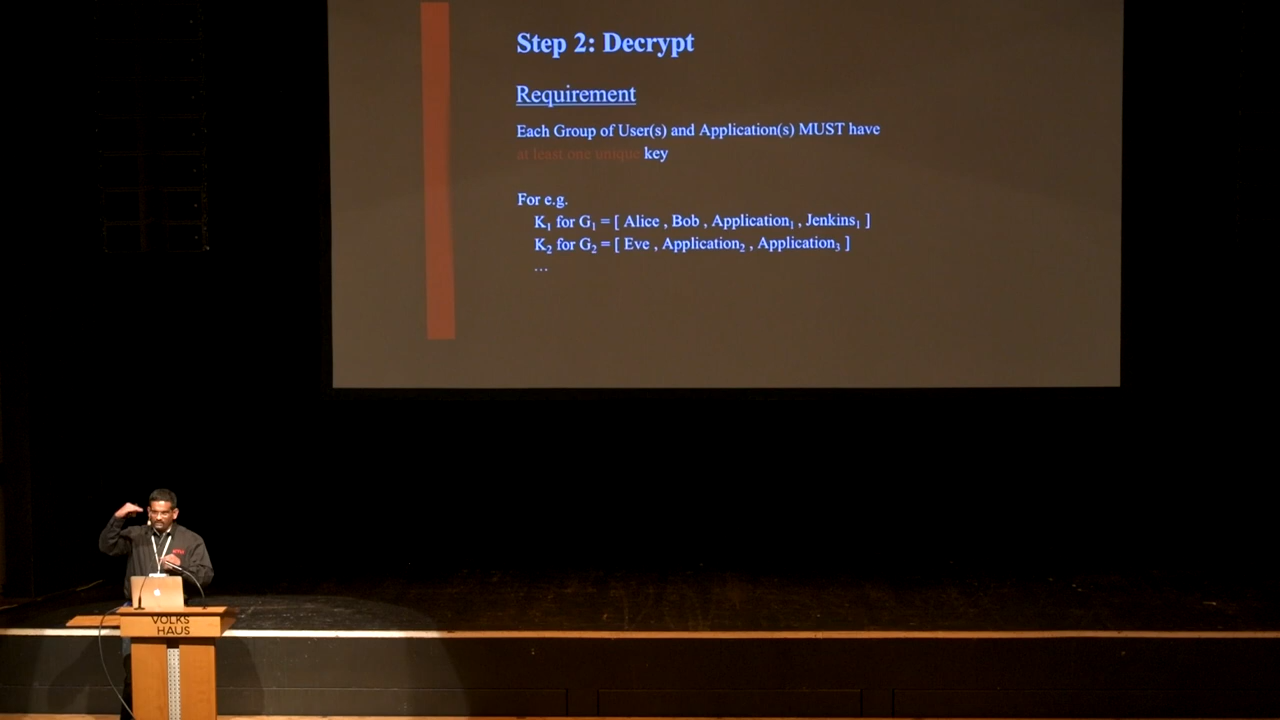 Step 2: Decrypt
Requirement
Each Group of User(s) and Application(s) MUST have
at least one unique key
For e.g.
K₁ for G₁ = [ Alice , Bob , Application₁ , Jenkins₁ ]
K₂ for G₂ = [ Eve , Application₂ , Application₃ ]
…
VOLKS
HAUS